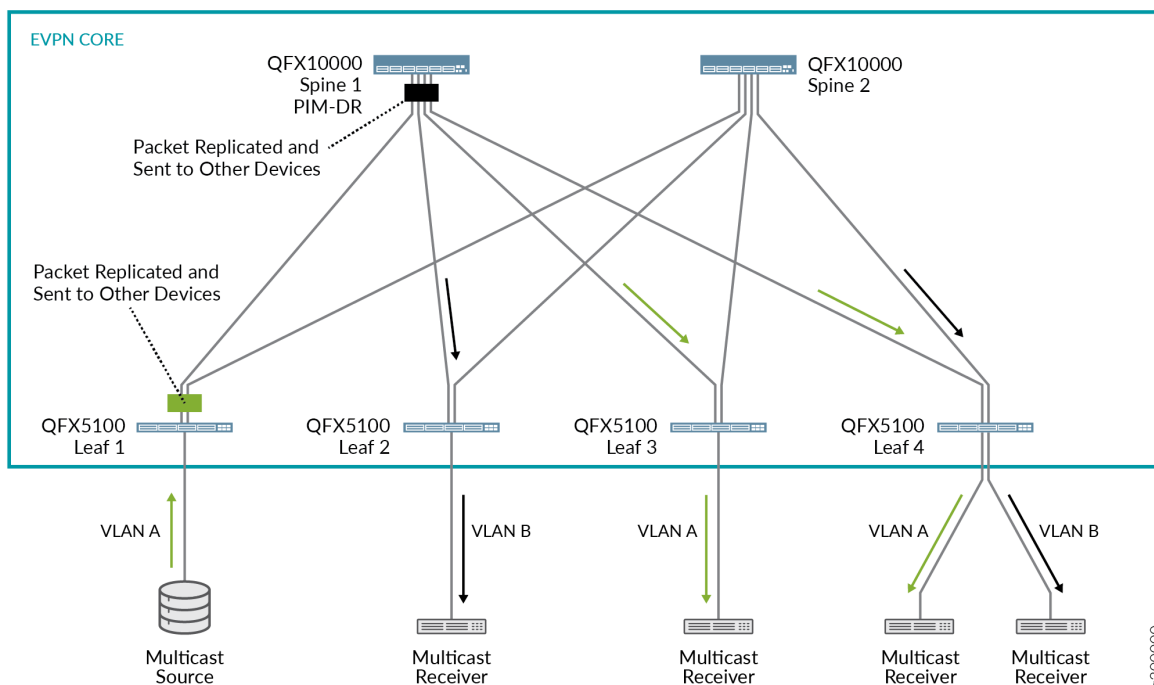 EVPN CORE
QFX10000
Spine 1
PIM-DR
QFX10000
Spine 2
Packet Replicated and
Sent to Other Devices
Packet Replicated and
Sent to Other Devices
QFX5100
Leaf 1
QFX5100
Leaf 2
QFX5100
Leaf 3
QFX5100
Leaf 4
VLAN A
VLAN B
VLAN A
VLAN A
VLAN B
Multicast
Source
Multicast
Receiver
Multicast
Receiver
Multicast
Receiver
Multicast
Receiver